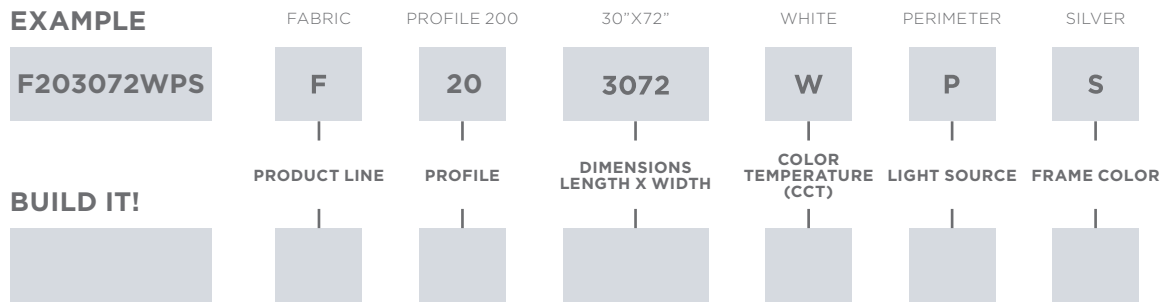 EXAMPLE
FABRIC PROFILE 200 30”X72” WHITE PERIMETER SILVER
F203072WPS F 20 3072 W P S
PRODUCT LINE PROFILE DIMENSIONS LENGTH X WIDTH COLOR TEMPERATURE (CCT) LIGHT SOURCE FRAME COLOR
BUILD IT!